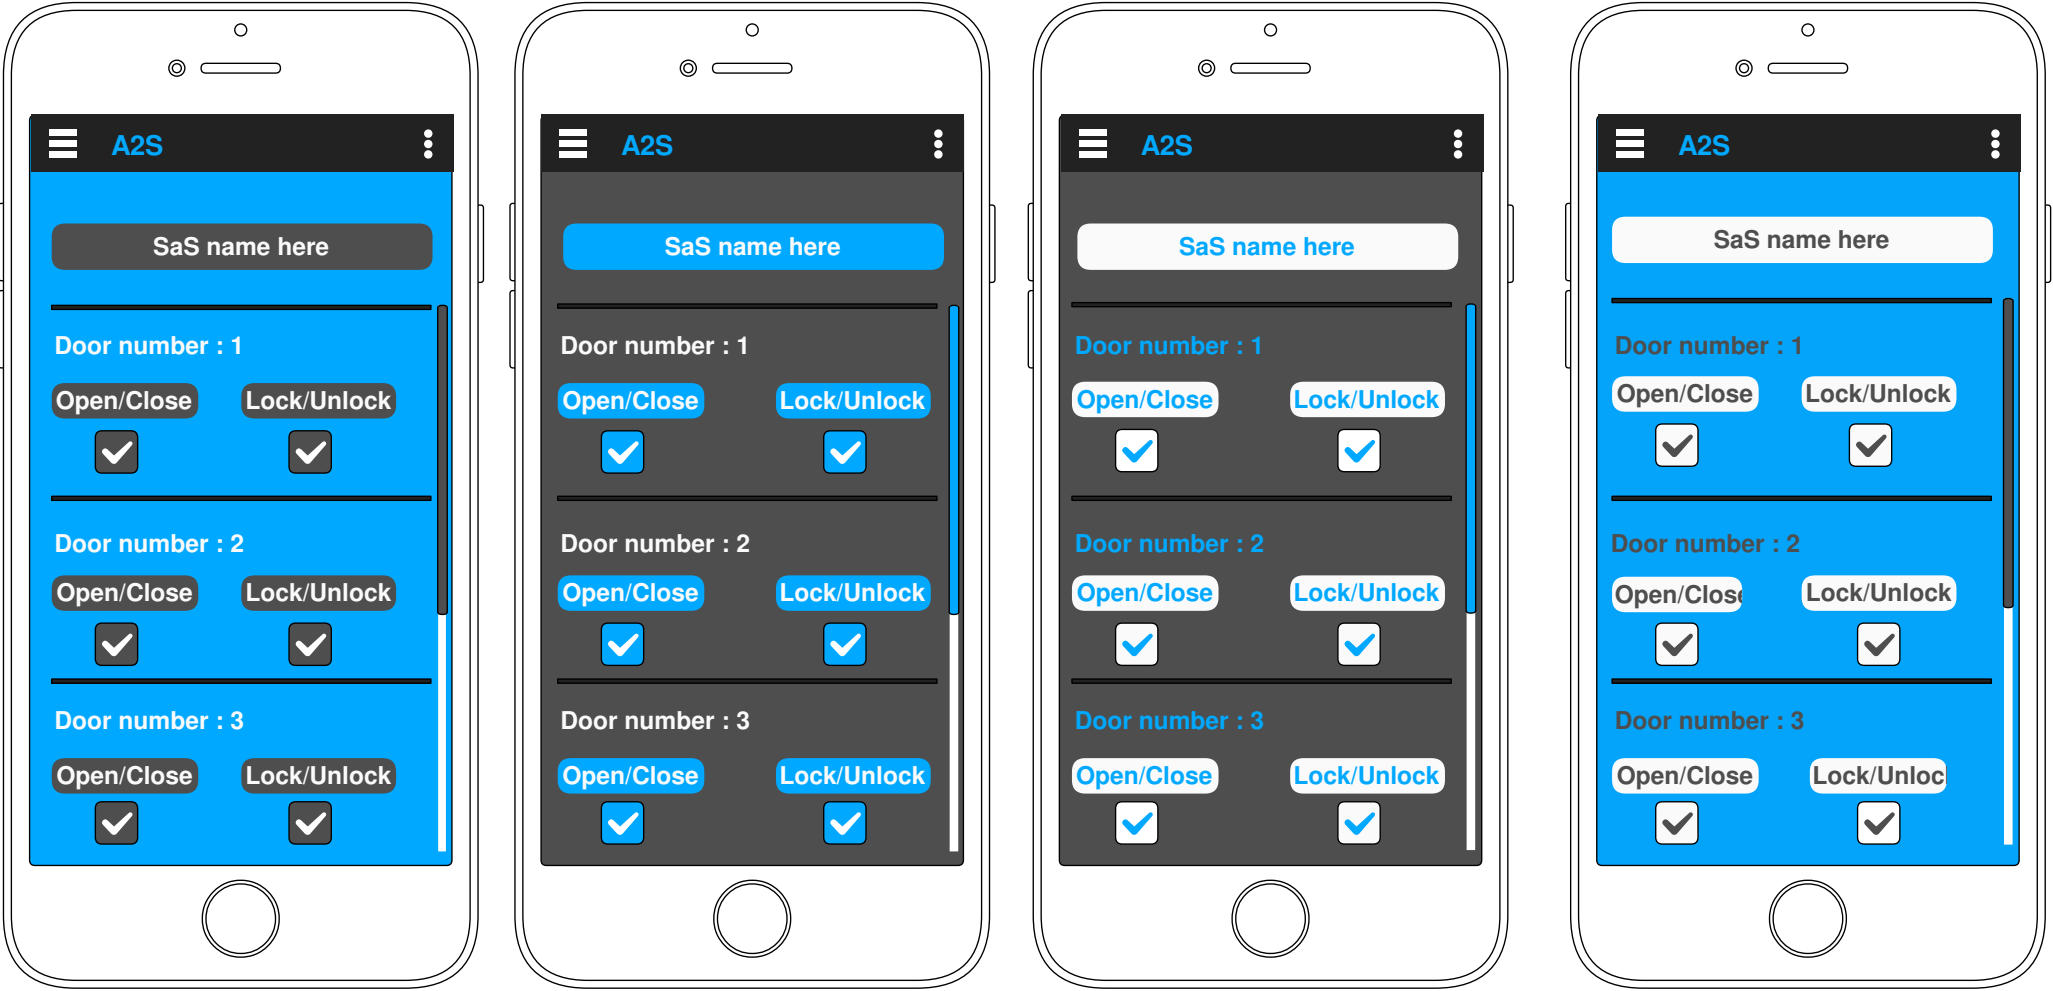 A2S
SaS name here
Door number : 1
Open/Close Lock/Unlock
Door number : 2
Open/Close Lock/Unlock
Door number : 3
Open/Close Lock/Unlock
A2S
SaS name here
Door number : 1
Open/Close Lock/Unlock
Door number : 2
Open/Close Lock/Unlock
Door number : 3
Open/Close Lock/Unlock
A2S
SaS name here
Door number : 1
Open/Close Lock/Unlock
Door number : 2
Open/Close Lock/Unlock
Door number : 3
Open/Close Lock/Unlock
A2S
SaS name here
Door number : 1
Open/Close Lock/Unlock
Door number : 2
Open/Close Lock/Unlock
Door number : 3
Open/Close Lock/Unloc